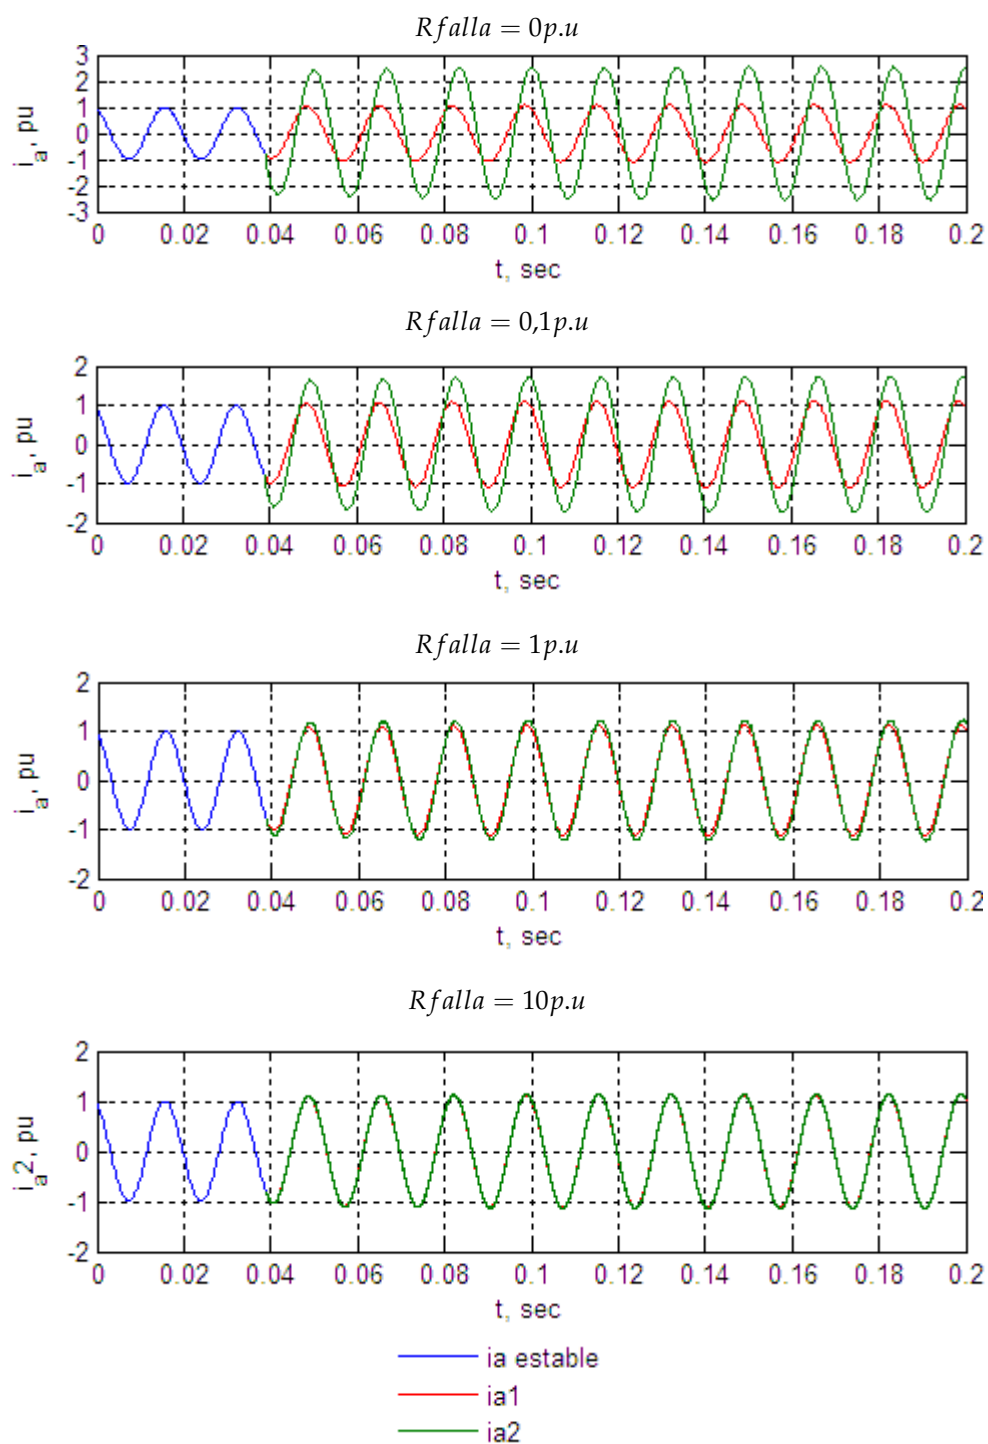 Rfalla = 0p.u
3
2
1
0
-1
-2
-3
i_a, pu
0 0.02 0.04 0.06 0.08 0.1 0.12 0.14 0.16 0.18 0.2
t, sec
Rfalla = 0,1p.u
2
1
0
-1
-2
i_a, pu
0 0.02 0.04 0.06 0.08 0.1 0.12 0.14 0.16 0.18 0.2
t, sec
Rfalla = 1p.u
2
1
0
-1
-2
i_a, pu
0 0.02 0.04 0.06 0.08 0.1 0.12 0.14 0.16 0.18 0.2
t, sec
Rfalla = 10p.u
2
1
0
-1
-2
i_a2, pu
0 0.02 0.04 0.06 0.08 0.1 0.12 0.14 0.16 0.18 0.2
t, sec
ia estable
ia1
ia2